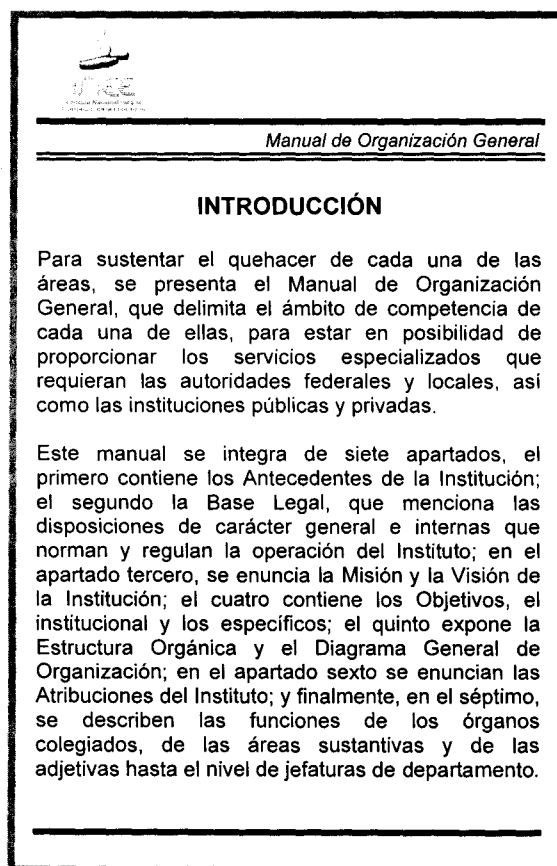 inee
Manual de Organización General
INTRODUCCIÓN
Para sustentar el quehacer de cada una de las
áreas, se presenta el Manual de Organización
General, que delimita el ámbito de competencia de
cada una de ellas, para estar en posibilidad de
proporcionar los servicios especializados que
requieran las autoridades federales y locales, así
como las instituciones públicas y privadas.
Este manual se integra de siete apartados, el
primero contiene los Antecedentes de la Institución;
el segundo la Base Legal, que menciona las
disposiciones de carácter general e internas que
norman y regulan la operación del Instituto; en el
apartado tercero, se enuncia la Misión y la Visión de
la Institución; el cuatro contiene los Objetivos, el
institucional y los específicos; el quinto expone la
Estructura Orgánica y el Diagrama General de
Organización; en el apartado sexto se enuncian las
Atribuciones del Instituto; y finalmente, en el séptimo,
se describen las funciones de los órganos
colegiados, de las áreas sustantivas y de las
adjetivas hasta el nivel de jefaturas de departamento.